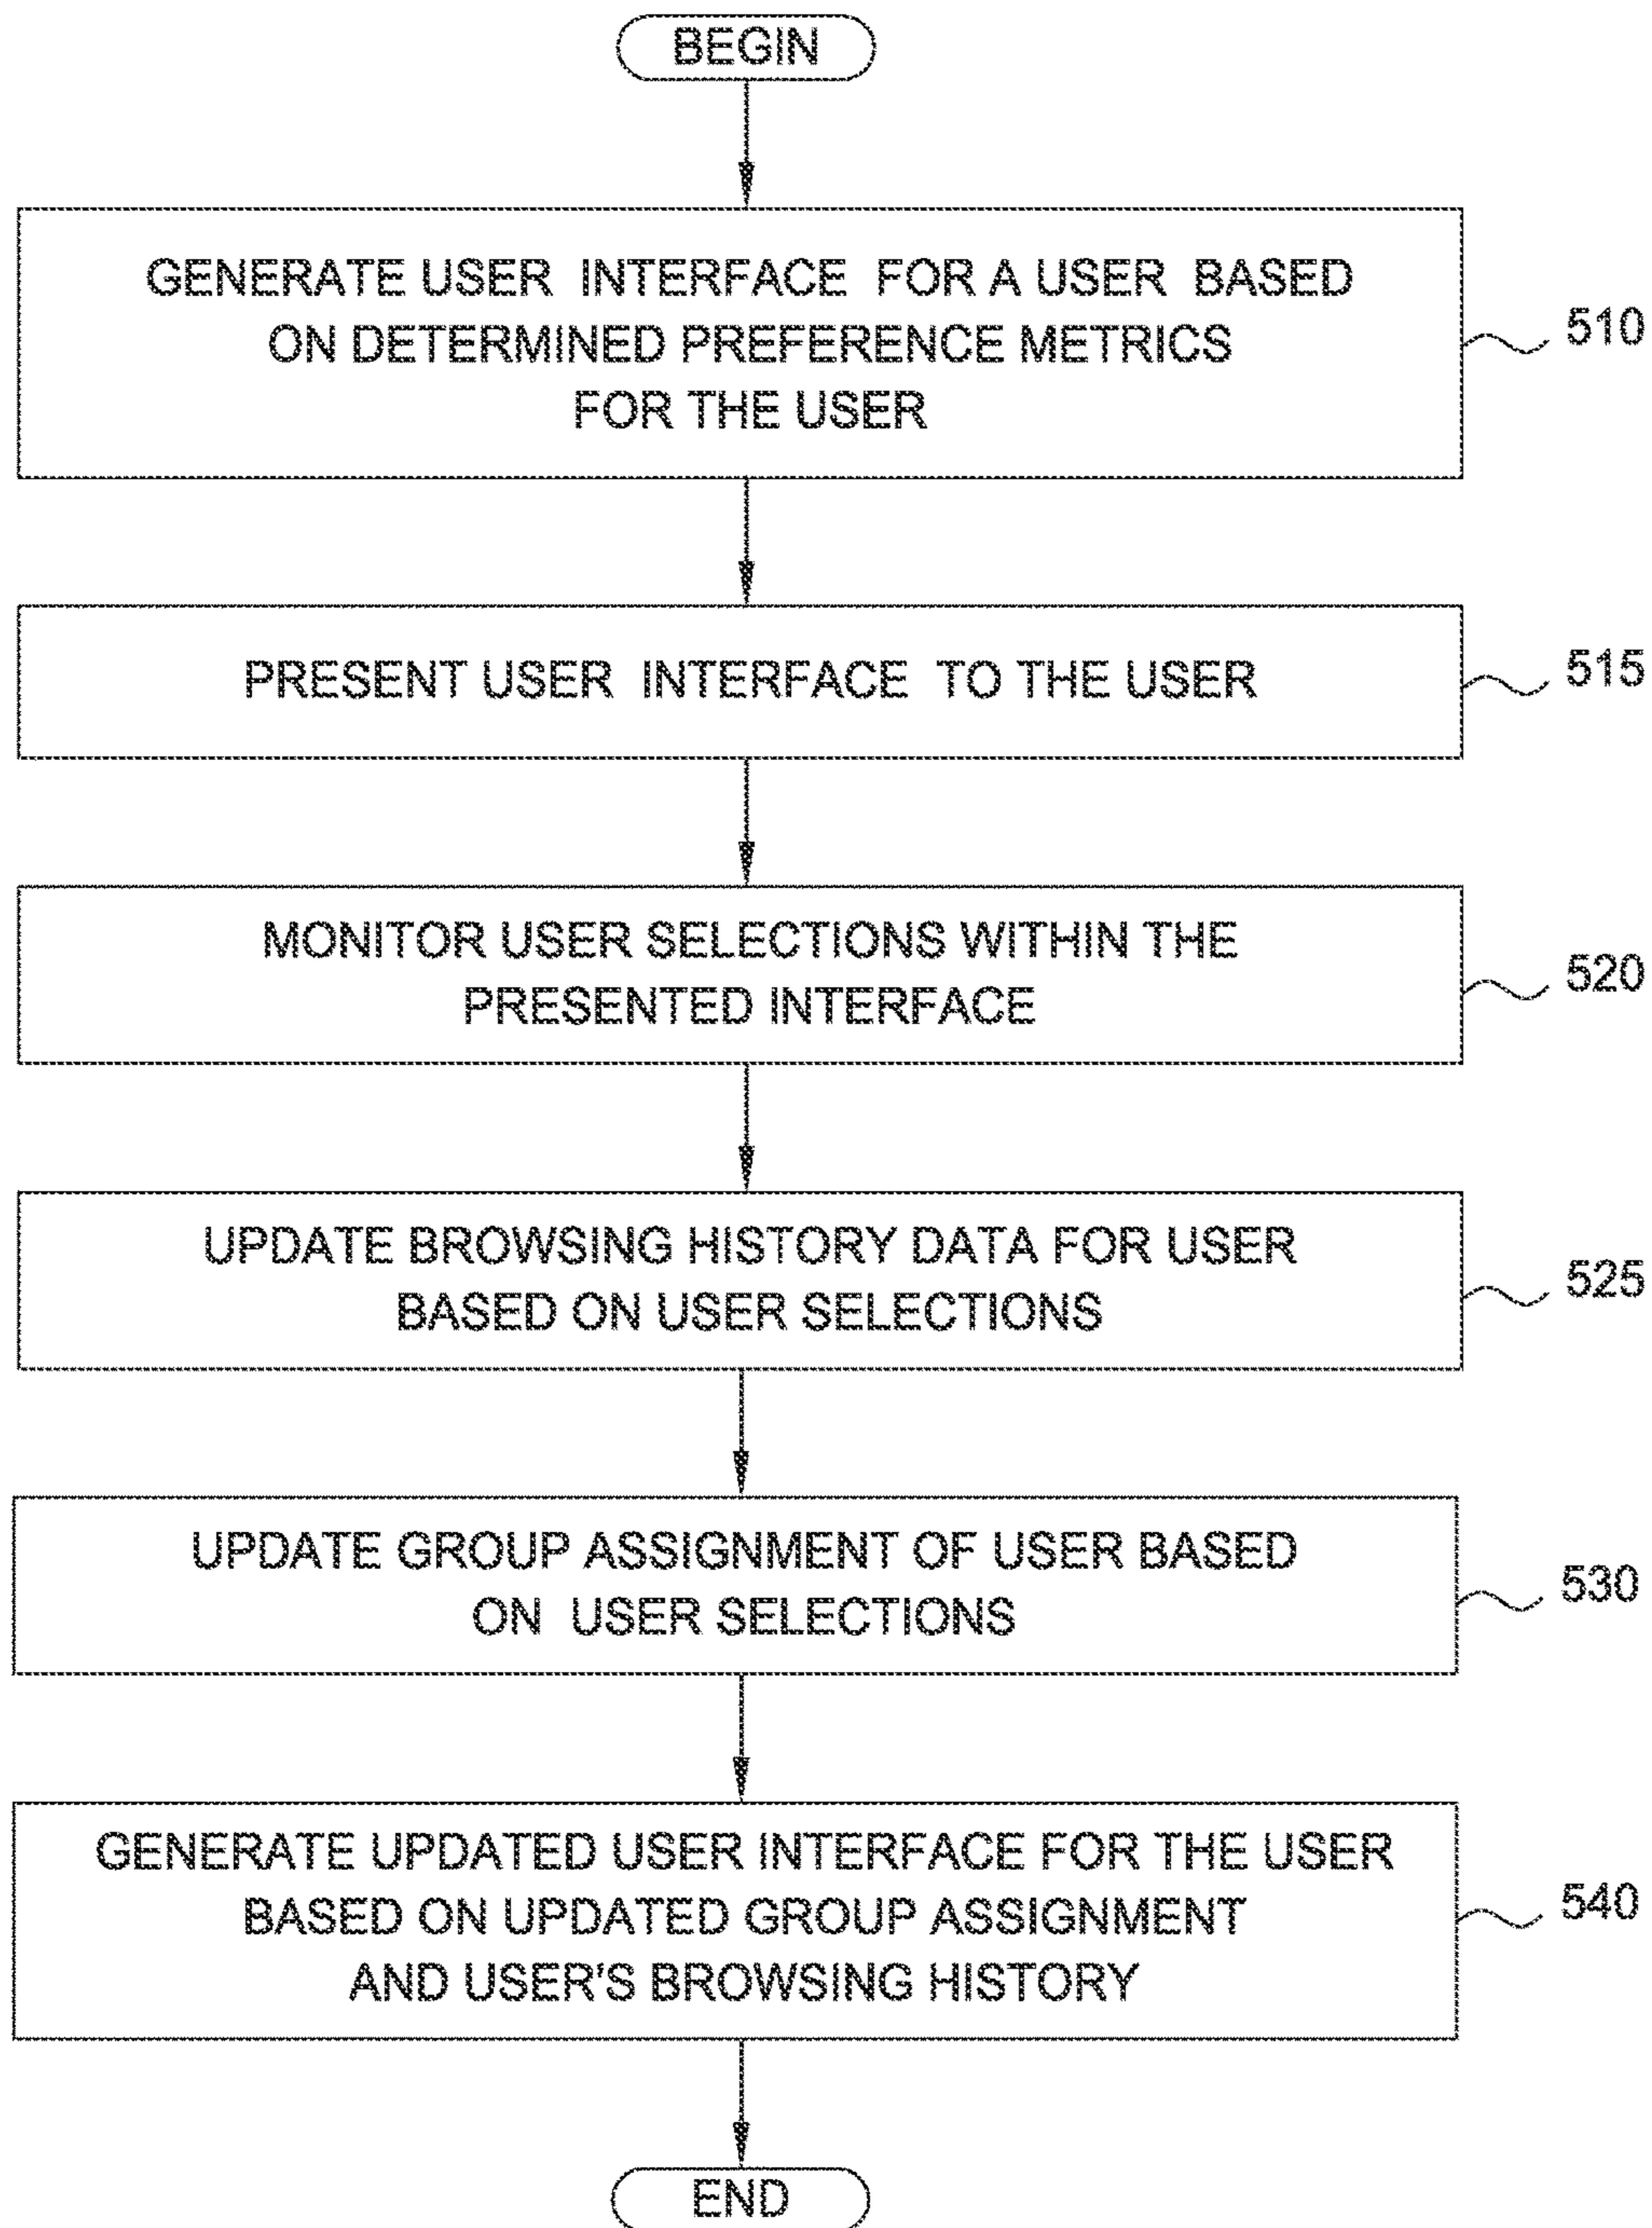 BEGIN
GENERATE USER INTERFACE FOR A USER BASED
ON DETERMINED PREFERENCE METRICS
FOR THE USER
510
PRESENT USER INTERFACE TO THE USER
515
MONITOR USER SELECTIONS WITHIN THE
PRESENTED INTERFACE
520
UPDATE BROWSING HISTORY DATA FOR USER
BASED ON USER SELECTIONS
525
UPDATE GROUP ASSIGNMENT OF USER BASED
ON USER SELECTIONS
530
GENERATE UPDATED USER INTERFACE FOR THE USER
BASED ON UPDATED GROUP ASSIGNMENT
AND USER'S BROWSING HISTORY
540
END